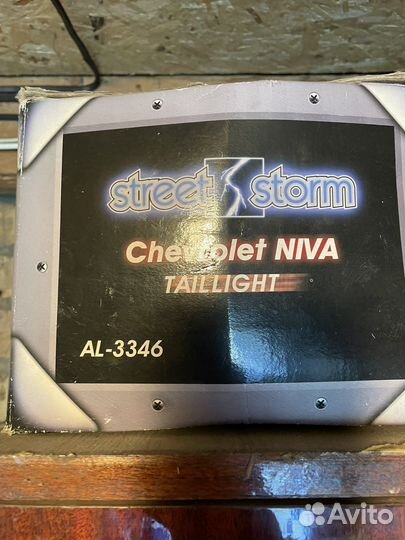 street storm
Chevrolet NIVA
TAILLIGHT
AL-3346
Avito